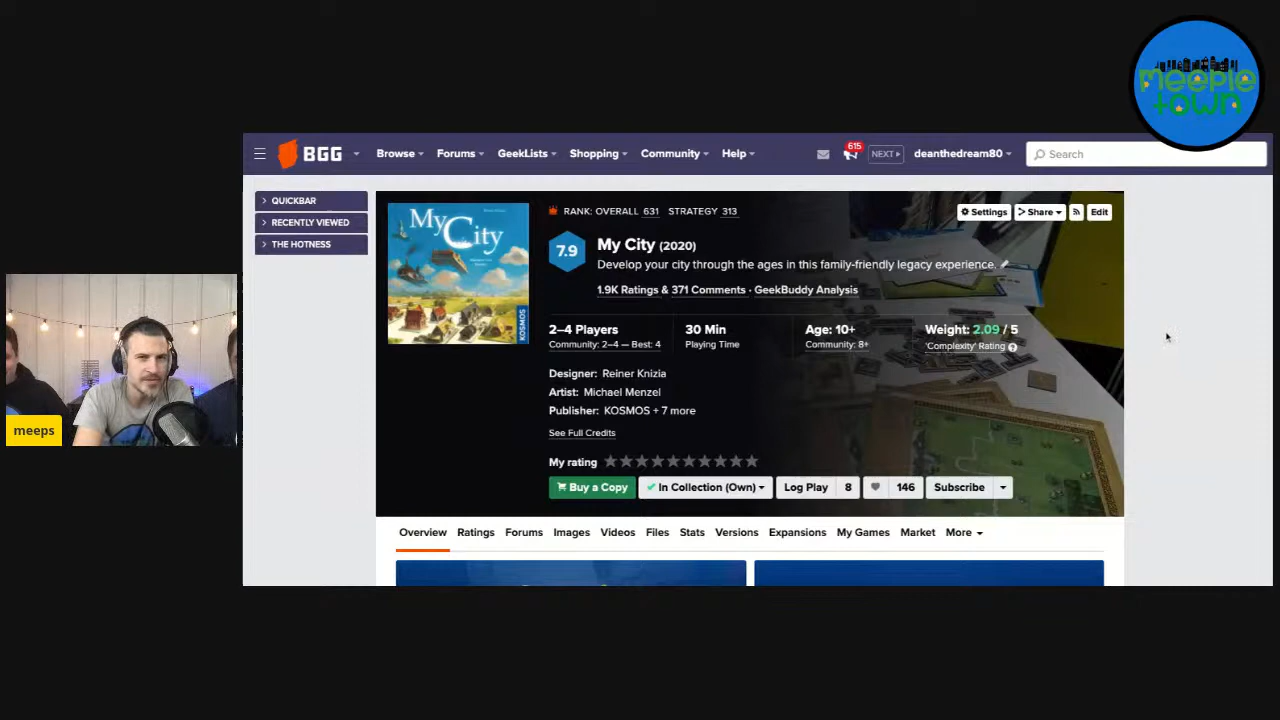 meeple
town
BGG
Browse
Forums
GeekLists
Shopping
Community
Help
615
NEXT
deanthedream80
Search
QUICKBAR
RECENTLY VIEWED
THE HOTNESS
My
City
KOSMOS
RANK: OVERALL 631 STRATEGY 313
Settings
Share
Edit
7.9
My City (2020)
Develop your city through the ages in this family-friendly legacy experience.
1.9K Ratings & 371 Comments · GeekBuddy Analysis
2–4 Players
Community: 2–4 — Best: 4
30 Min
Playing Time
Age: 10+
Community: 8+
Weight: 2.09 / 5
'Complexity' Rating
Designer: Reiner Knizia
Artist: Michael Menzel
Publisher: KOSMOS + 7 more
See Full Credits
My rating
Buy a Copy
In Collection (Own)
Log Play 8
146
Subscribe
Overview Ratings Forums Images Videos Files Stats Versions Expansions My Games Market More
meeps